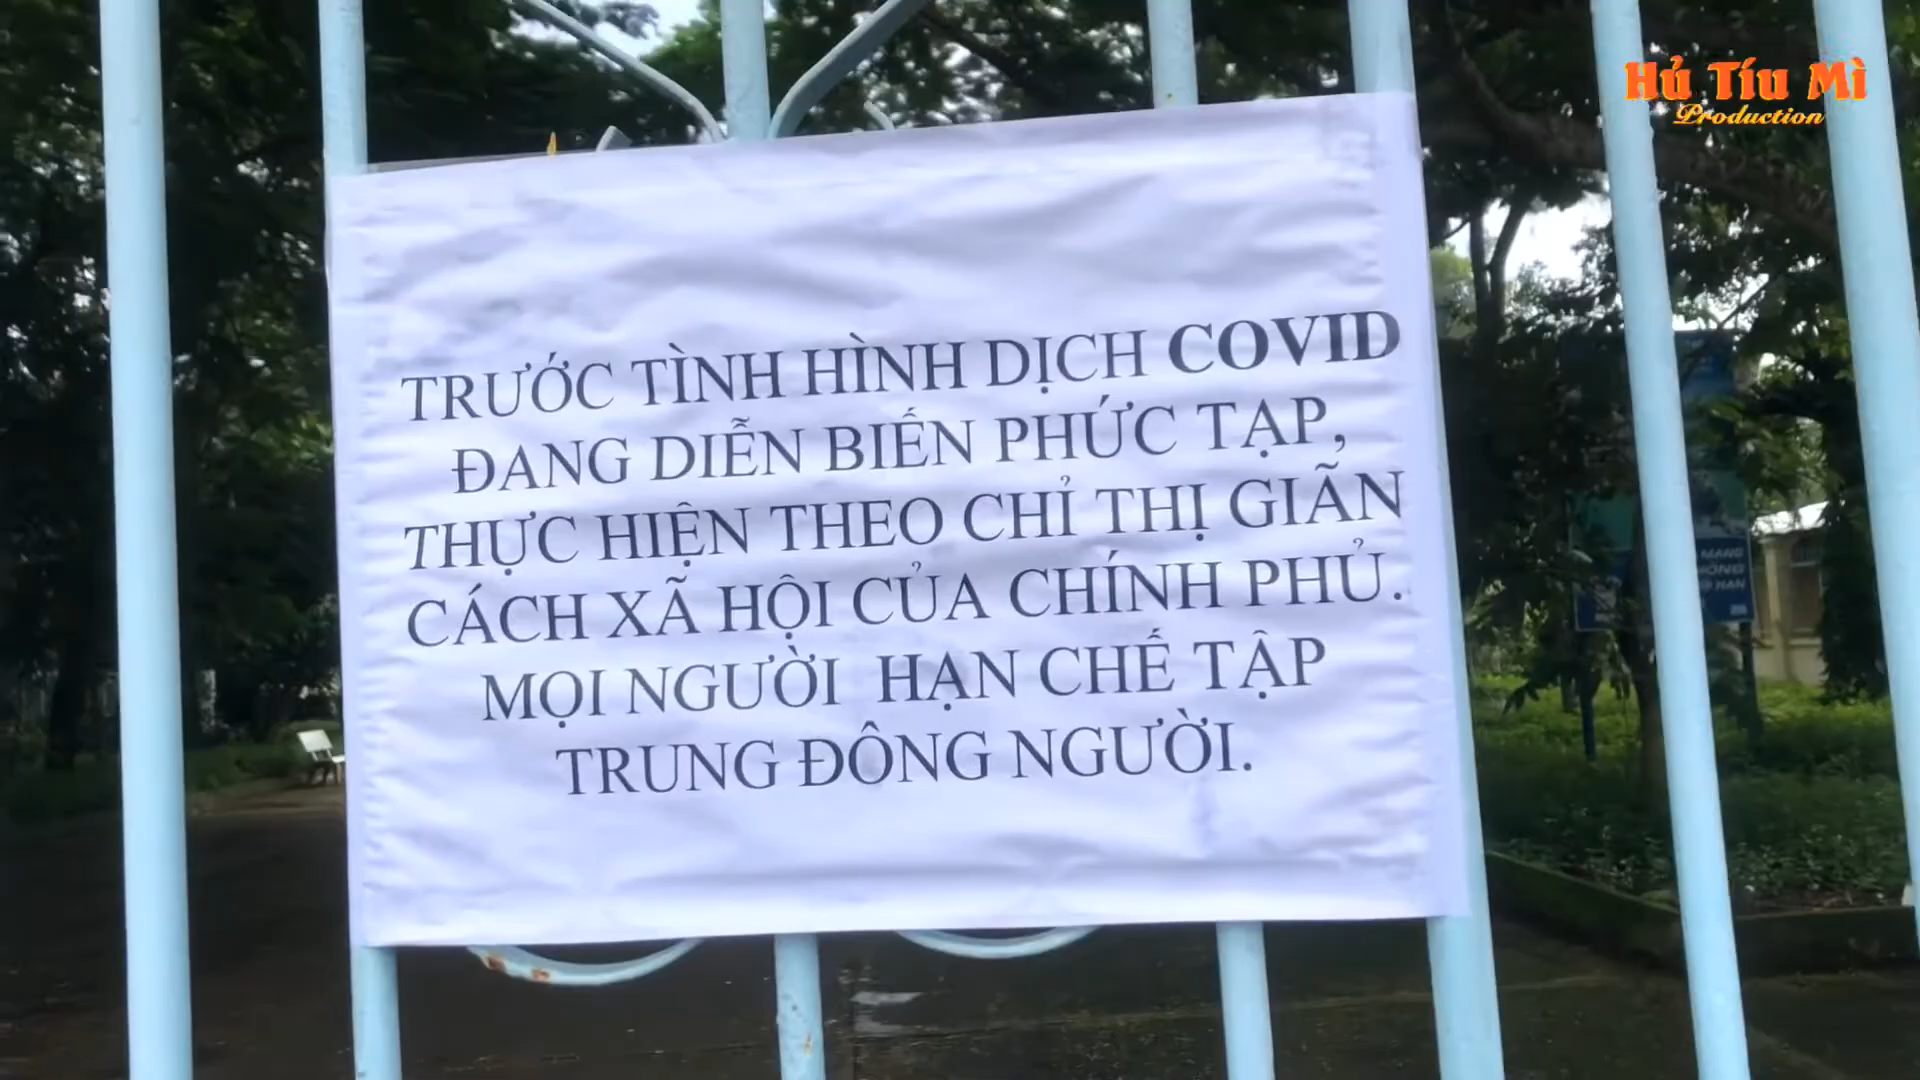 Hủ Tíu Mì
Production
TRƯỚC TÌNH HÌNH DỊCH COVID
ĐANG DIỄN BIẾN PHỨC TẠP,
THỰC HIỆN THEO CHỈ THỊ GIÃN
CÁCH XÃ HỘI CỦA CHÍNH PHỦ.
MỌI NGƯỜI HẠN CHẾ TẬP
TRUNG ĐÔNG NGƯỜI.
MANG